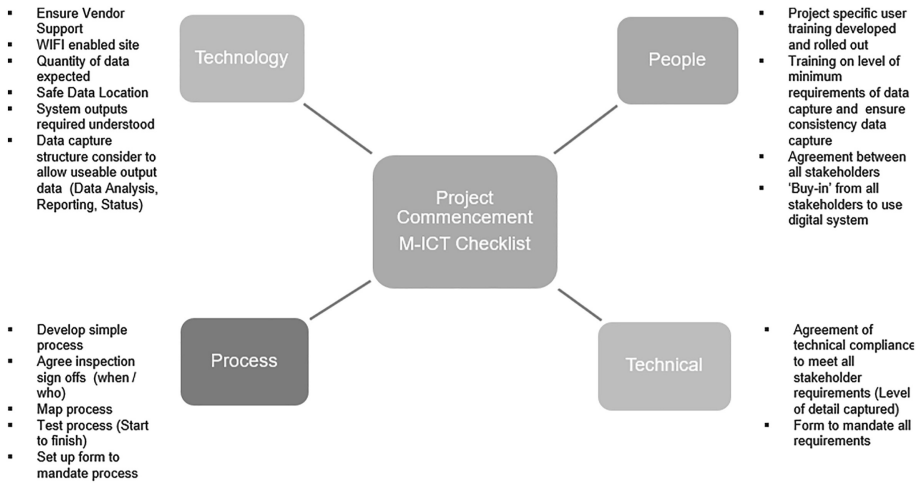 ▪ Ensure Vendor
Support
▪ WIFI enabled site
▪ Quantity of data
expected
▪ Safe Data Location
▪ System outputs
required understood
▪ Data capture
structure consider to
allow useable output
data (Data Analysis,
Reporting, Status)
Technology
People
▪ Project specific user
training developed
and rolled out
▪ Training on level of
minimum
requirements of data
capture and ensure
consistency data
capture
▪ Agreement between
all stakeholders
▪ 'Buy-in' from all
stakeholders to use
digital system
Project
Commencement
M-ICT Checklist
▪ Develop simple
process
▪ Agree inspection
sign offs (when /
who)
▪ Map process
▪ Test process (Start
to finish)
▪ Set up form to
mandate process
Process
Technical
▪ Agreement of
technical compliance
to meet all
stakeholder
requirements (Level
of detail captured)
▪ Form to mandate all
requirements